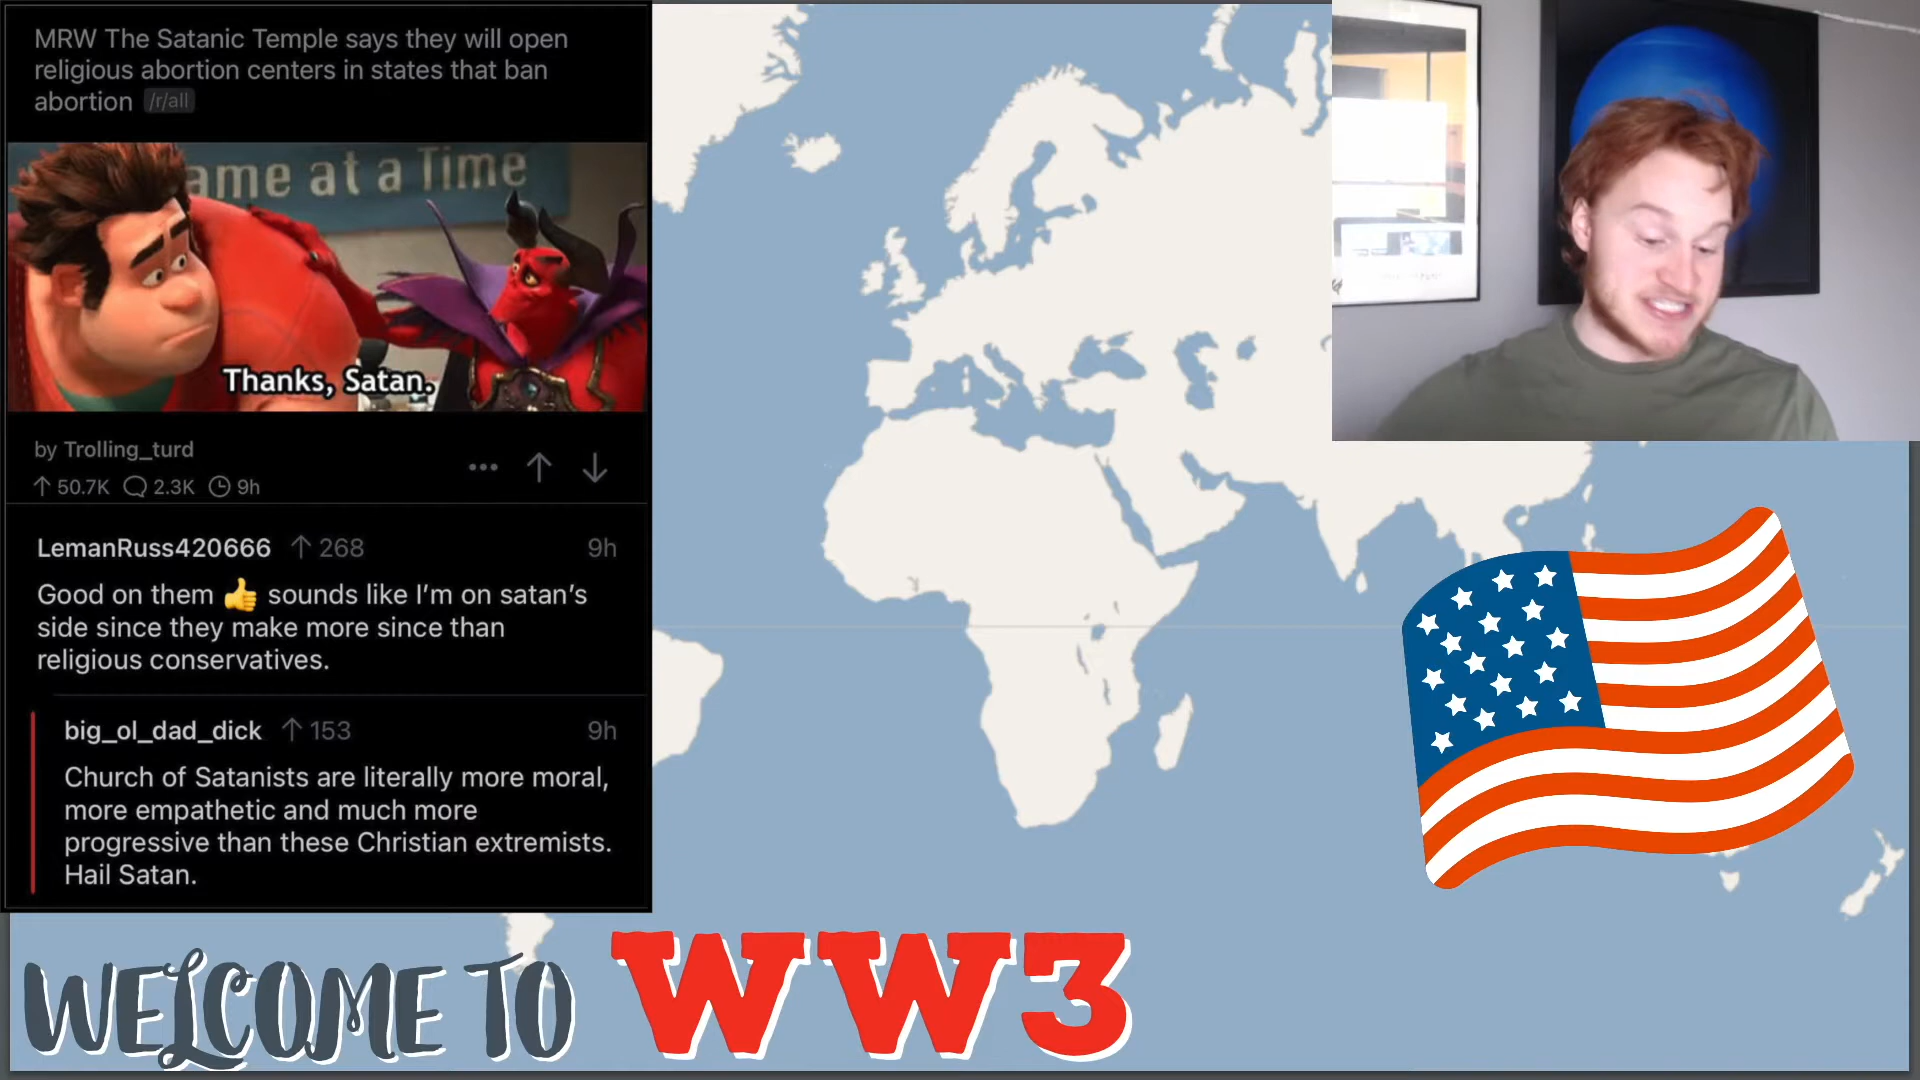 MRW The Satanic Temple says they will open
religious abortion centers in states that ban
abortion /r/all
ame at a Time
Thanks, Satan.
by Trolling_turd
50.7K 2.3K 9h
LemanRuss420666 268 9h
Good on them 👍 sounds like I'm on satan's
side since they make more since than
religious conservatives.
big_ol_dad_dick 153 9h
Church of Satanists are literally more moral,
more empathetic and much more
progressive than these Christian extremists.
Hail Satan.
WELCOME TO WW3